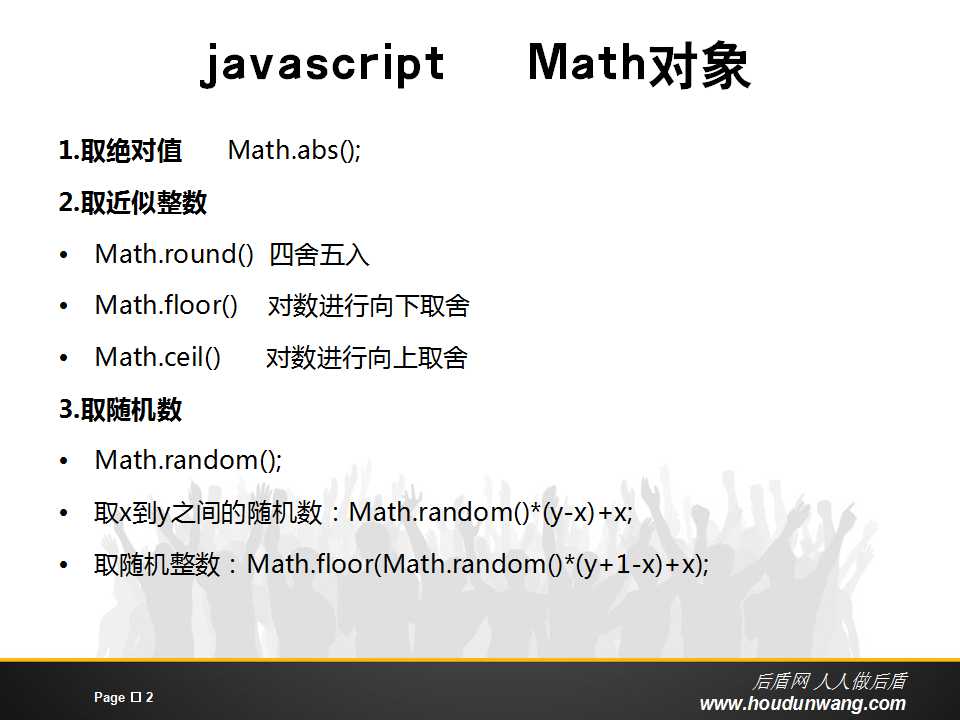 javascript Math对象
1.取绝对值 Math.abs();
2.取近似整数
• Math.round() 四舍五入
• Math.floor() 对数进行向下取舍
• Math.ceil() 对数进行向上取舍
3.取随机数
• Math.random();
• 取x到y之间的随机数：Math.random()*(y-x)+x;
• 取随机整数：Math.floor(Math.random()*(y+1-x)+x);
Page □ 2
后盾网 人人做后盾
www.houdunwang.com